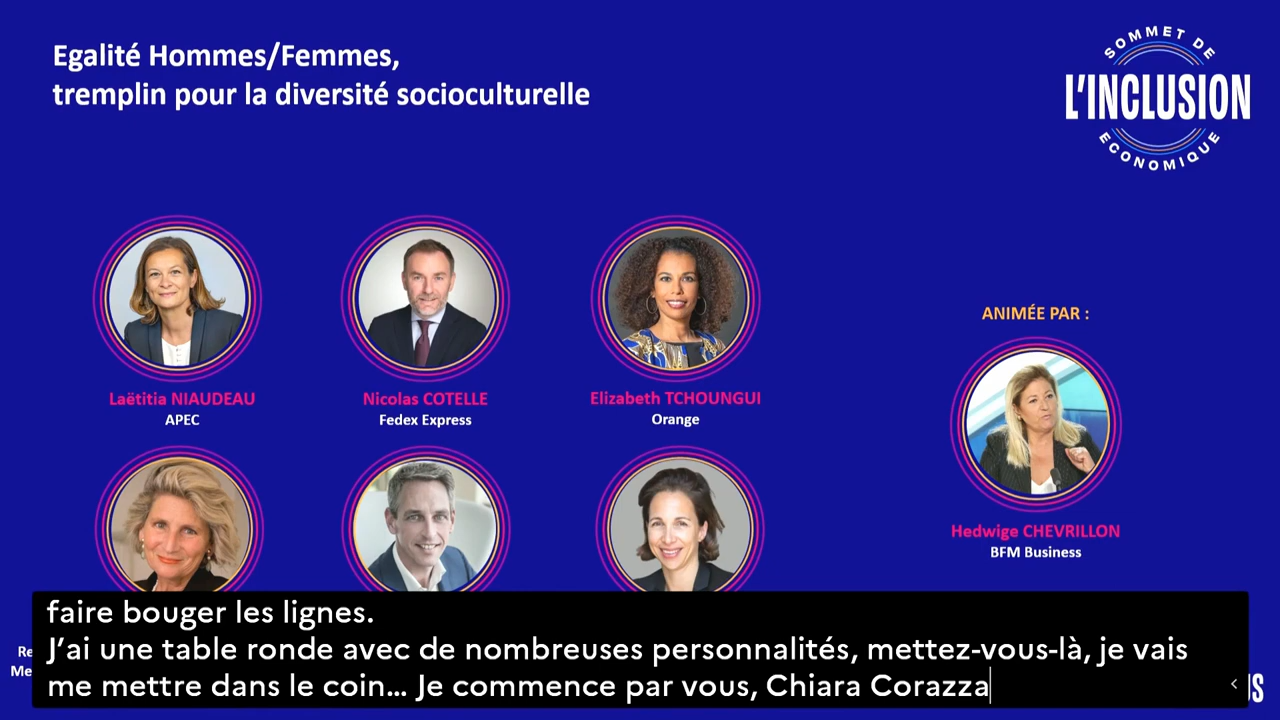 Egalité Hommes/Femmes,
tremplin pour la diversité socioculturelle
SOMMET DE
L'INCLUSION
ECONOMIQUE
Laëtitia NIAUDEAU
APEC
Nicolas COTELLE
Fedex Express
Elizabeth TCHOUNGUI
Orange
ANIMÉE PAR :
Hedwige CHEVRILLON
BFM Business
faire bouger les lignes.
J’ai une table ronde avec de nombreuses personnalités, mettez-vous-là, je vais
me mettre dans le coin… Je commence par vous, Chiara Corazza